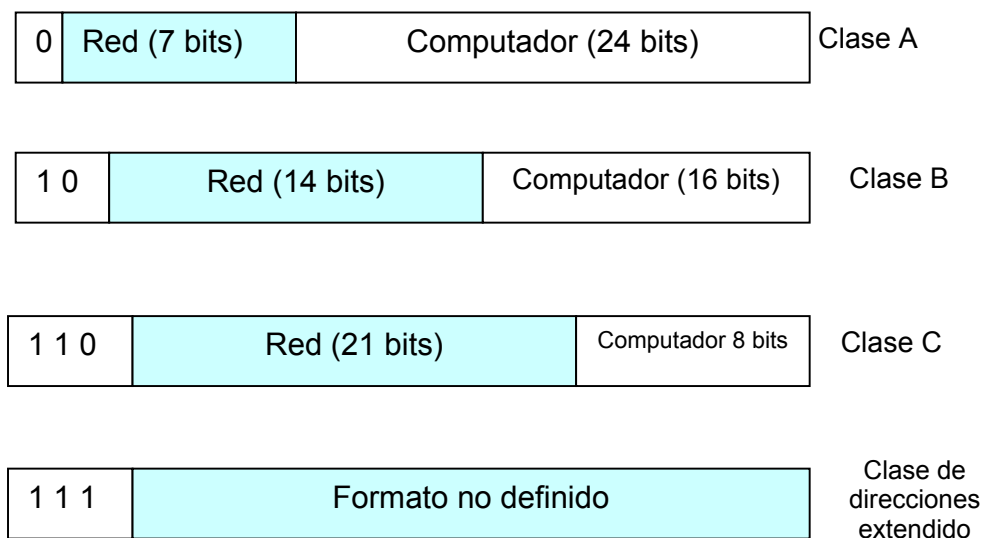 0 Red (7 bits) Computador (24 bits) Clase A
1 0 Red (14 bits) Computador (16 bits) Clase B
1 1 0 Red (21 bits) Computador 8 bits Clase C
1 1 1 Formato no definido
Clase de
direcciones
extendido